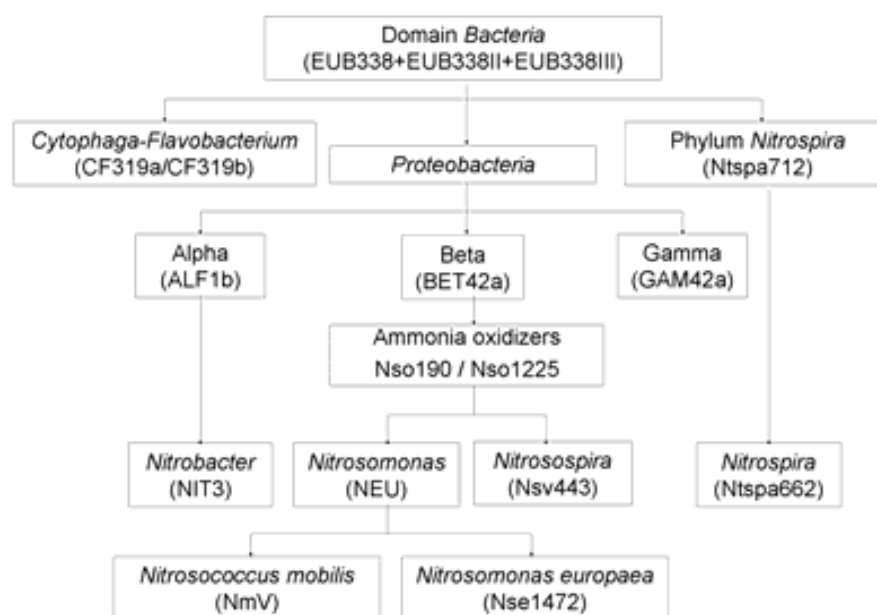 Domain Bacteria
(EUB338+EUB338II+EUB338III)
Cytophaga-Flavobacterium
(CF319a/CF319b)
Proteobacteria
Phylum Nitrospira
(Ntspa712)
Alpha
(ALF1b)
Beta
(BET42a)
Gamma
(GAM42a)
Ammonia oxidizers
Nso190 / Nso1225
Nitrobacter
(NIT3)
Nitrosomonas
(NEU)
Nitrosospira
(Nsv443)
Nitrospira
(Ntspa662)
Nitrosococcus mobilis
(NmV)
Nitrosomonas europaea
(Nse1472)